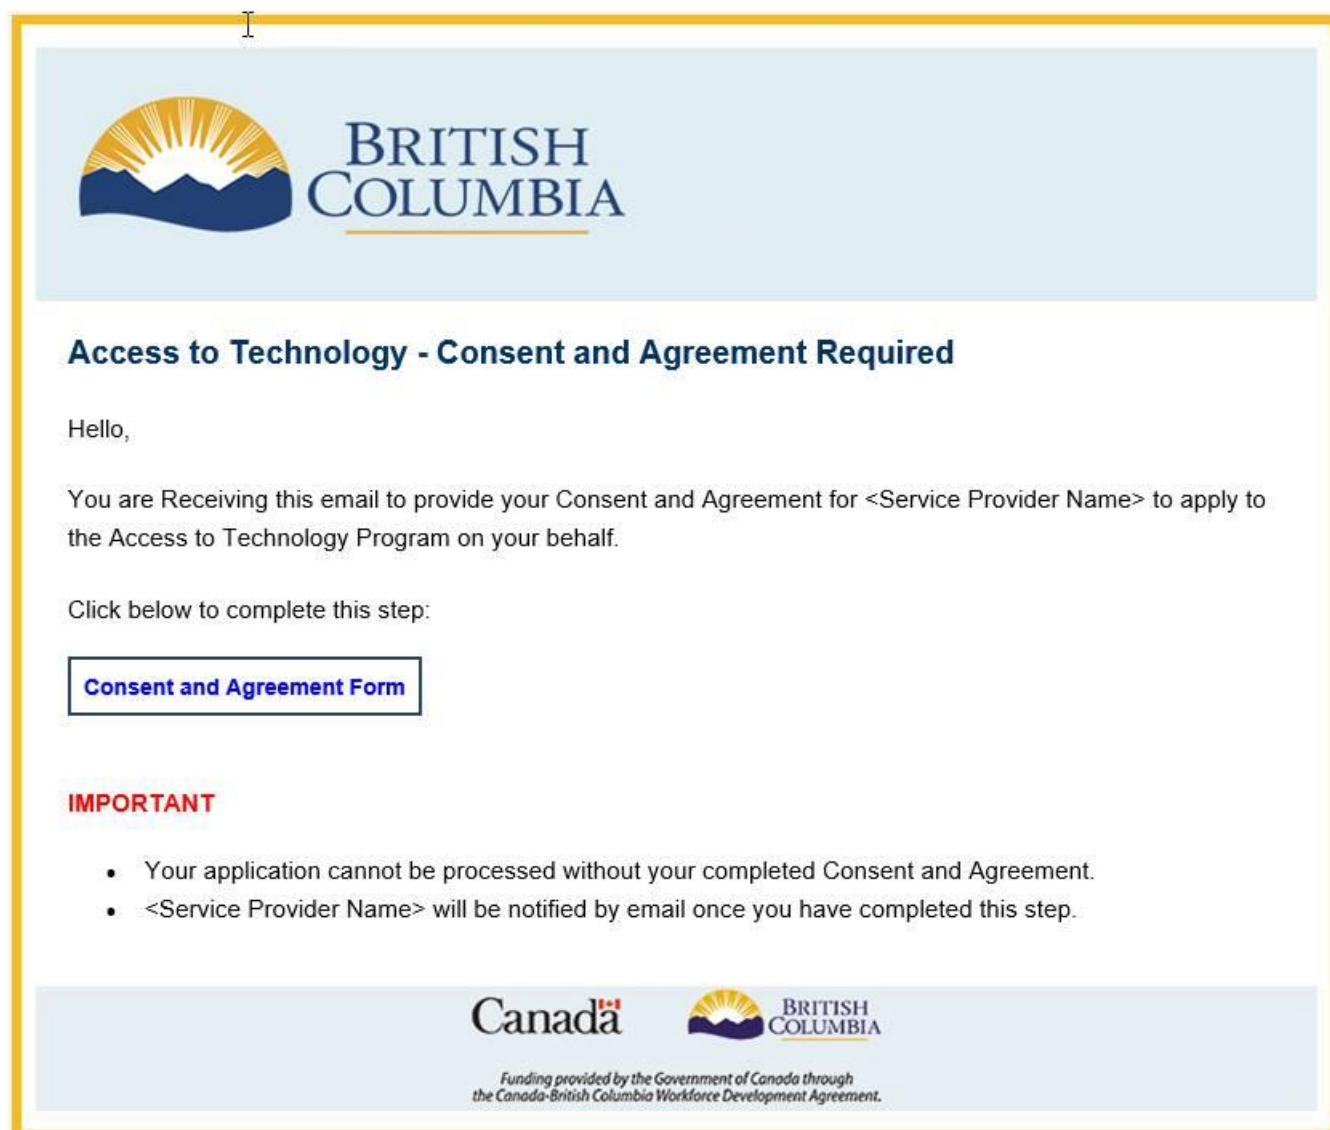 BRITISH
COLUMBIA
Access to Technology - Consent and Agreement Required
Hello,
You are Receiving this email to provide your Consent and Agreement for <Service Provider Name> to apply to
the Access to Technology Program on your behalf.
Click below to complete this step:
Consent and Agreement Form
IMPORTANT
• Your application cannot be processed without your completed Consent and Agreement.
• <Service Provider Name> will be notified by email once you have completed this step.
Canada
BRITISH
COLUMBIA
Funding provided by the Government of Canada through
the Canada-British Columbia Workforce Development Agreement.